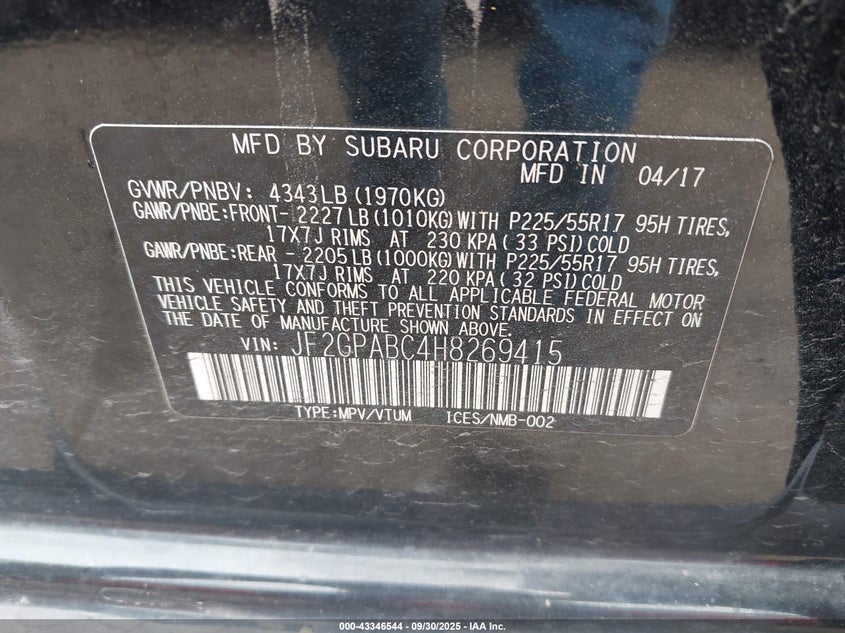 MFD BY SUBARU CORPORATION
MFD IN 04/17
GVWR/PNBV: 4343LB(1970KG)
GAWR/PNBE:FRONT- 2227LB(1010KG)WITH P225/55R17 95H TIRES,
17X7J RIMS AT 230 KPA(33 PSI)COLD
GAWR/PNBE:REAR - 2205LB(1000KG)WITH P225/55R17 95H TIRES,
17X7J RIMS AT 220 KPA(32 PSI)COLD
THIS VEHICLE CONFORMS TO ALL APPLICABLE FEDERAL MOTOR
VEHICLE SAFETY AND THEFT PREVENTION STANDARDS IN EFFECT ON
THE DATE OF MANUFACTURE SHOWN ABOVE.
VIN: JF2GPABC4H8269415
TYPE:MPV/VTUM ICES/NMB-002
000-43346544 - 09/30/2025 - IAA Inc.